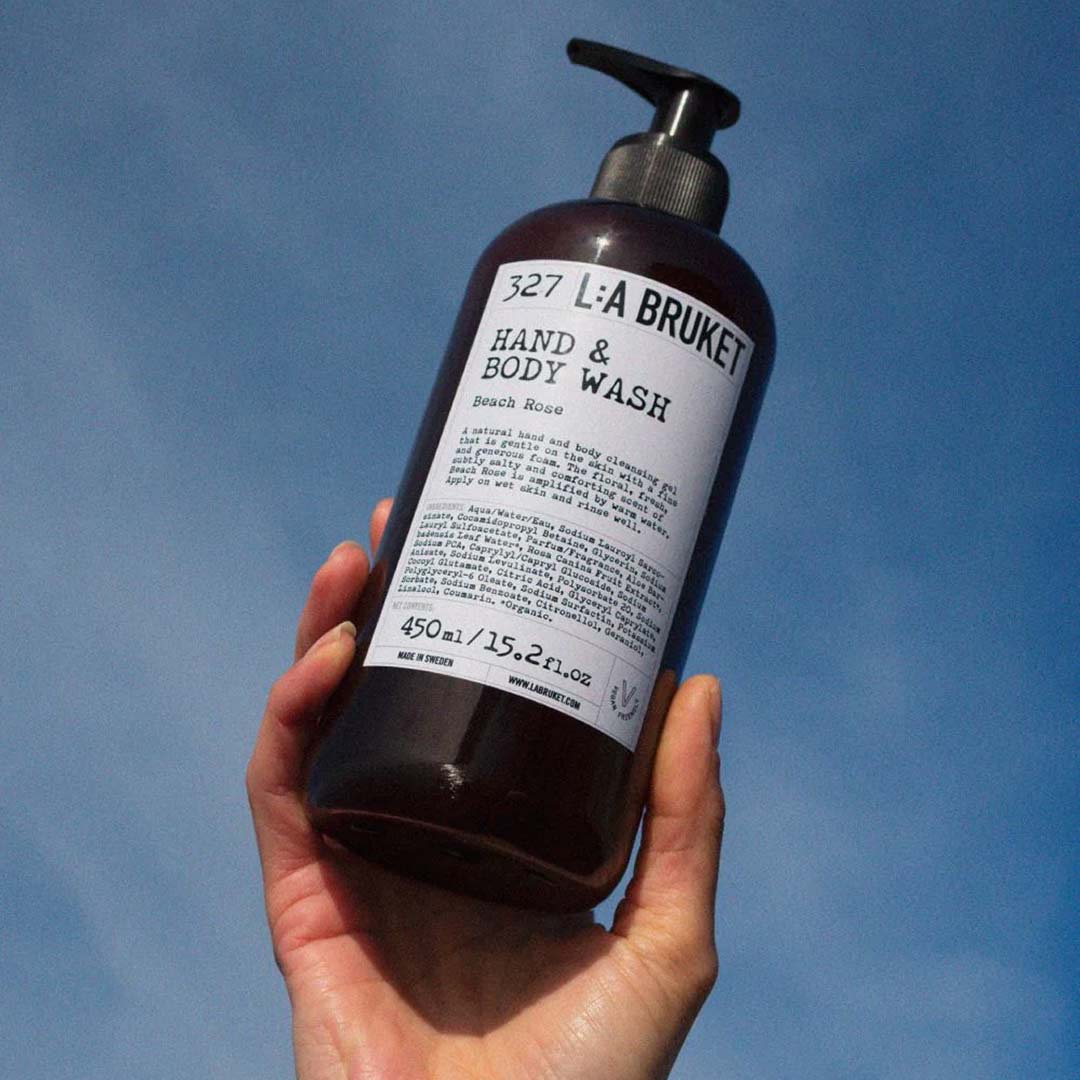 327 L:A BRUKET
HAND &
BODY WASH
Beach Rose
A natural hand and body cleansing gel
that is gentle on the skin with a fine
and generous foam. The floral, fresh,
subtly salty and comforting scent of
Beach Rose is amplified by warm water.
Apply on wet skin and rinse well.
INGREDIENTS: Aqua/Water/Eau, Sodium Lauroyl Sarco-
sinate, Cocamidopropyl Betaine, Glycerin, Sodium
Lauryl Sulfoacetate, Parfum/Fragrance, Aloe Bar-
badensis Leaf Water*, Rosa Canina Fruit Extract,
Sodium PCA, Caprylyl/Capryl Glucoside, Sodium
Anisate, Sodium Levulinate, Polysorbate 20, Sodium
Cocoyl Glutamate, Citric Acid, Glyceryl Caprylate,
Polyglyceryl-6 Oleate, Sodium Surfactin, Potassium
Sorbate, Sodium Benzoate, Citronellol, Geraniol,
Linalool, Coumarin. *Organic.
NET CONTENTS:
450ml/15.2fl.oz
MADE IN SWEDEN
WWW.LABRUKET.COM
VEGAN FRIENDLY